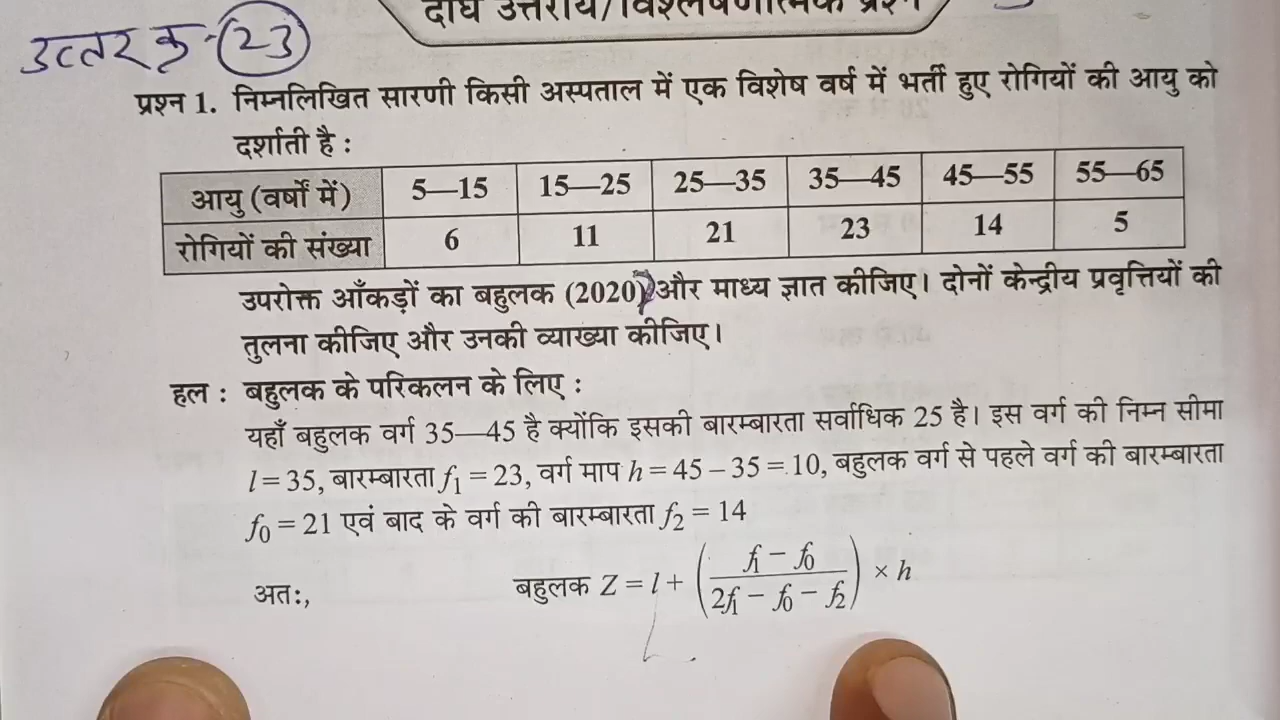 दीर्घ उत्तरीय/विश्लेषणात्मक प्रश्न
उत्तर क्र - 23
प्रश्न 1. निम्नलिखित सारणी किसी अस्पताल में एक विशेष वर्ष में भर्ती हुए रोगियों की आयु को
दर्शाती है :
आयु (वर्षों में) 5—15 15—25 25—35 35—45 45—55 55—65
रोगियों की संख्या 6 11 21 23 14 5
उपरोक्त आँकड़ों का बहुलक (2020) और माध्य ज्ञात कीजिए। दोनों केन्द्रीय प्रवृत्तियों की
तुलना कीजिए और उनकी व्याख्या कीजिए।
हल : बहुलक के परिकलन के लिए :
यहाँ बहुलक वर्ग 35—45 है क्योंकि इसकी बारम्बारता सर्वाधिक 25 है। इस वर्ग की निम्न सीमा
l = 35, बारम्बारता f₁ = 23, वर्ग माप h = 45 – 35 = 10, बहुलक वर्ग से पहले वर्ग की बारम्बारता
f₀ = 21 एवं बाद के वर्ग की बारम्बारता f₂ = 14
अतः, बहुलक Z = l + ( (f₁ – f₀) / (2f₁ – f₀ – f₂) ) × h